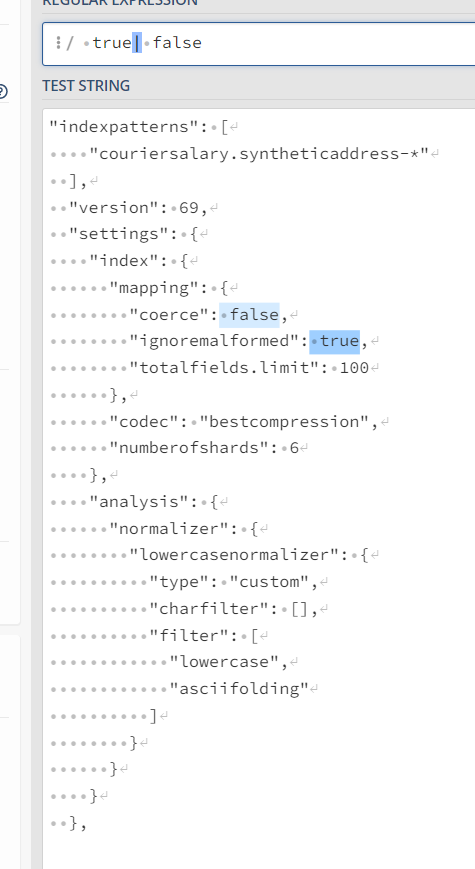 REGULAR EXPRESSION
/ true| false
TEST STRING
"indexpatterns": [
    "couriersalary.syntheticaddress-*"
  ],
  "version": 69,
  "settings": {
    "index": {
      "mapping": {
        "coerce": false,
        "ignoremalformed": true,
        "totalfields.limit": 100
      },
      "codec": "bestcompression",
      "numberofshards": 6
    },
    "analysis": {
      "normalizer": {
        "lowercasenormalizer": {
          "type": "custom",
          "charfilter": [],
          "filter": [
            "lowercase",
            "asciifolding"
          ]
        }
      }
    }
  },